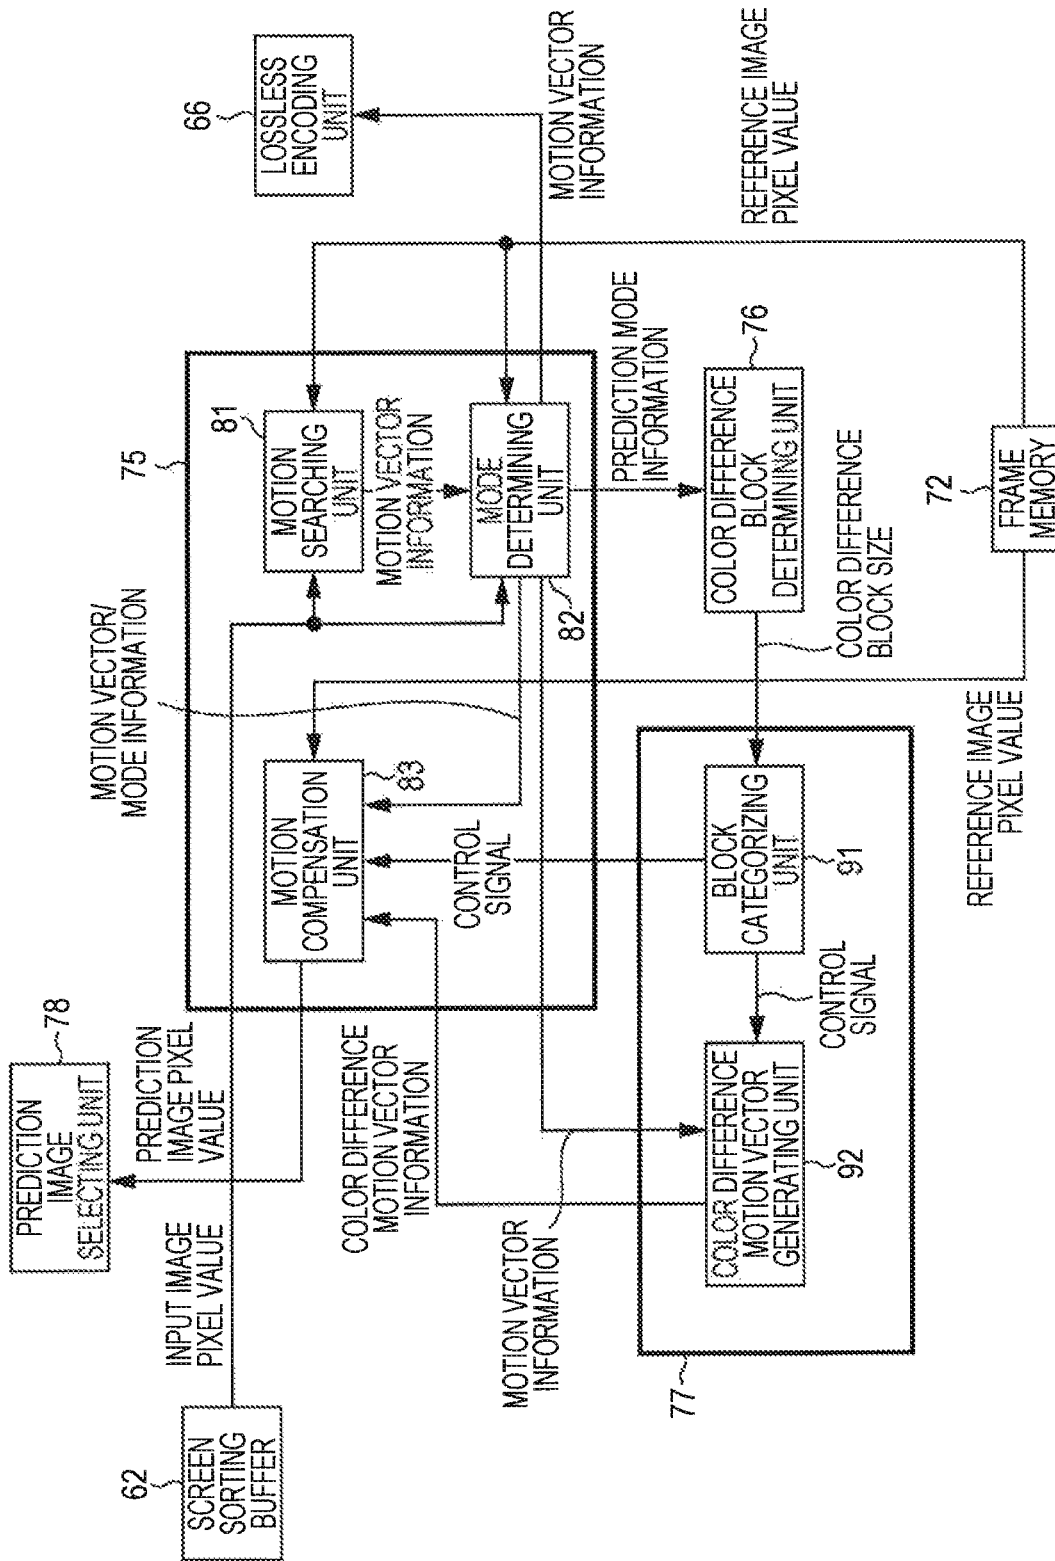 62
SCREEN
SORTING
BUFFER
INPUT IMAGE
PIXEL VALUE
78
PREDICTION
IMAGE
SELECTING UNIT
PREDICTION
IMAGE PIXEL
VALUE
MOTION VECTOR/
MODE INFORMATION
75
81
MOTION
SEARCHING
UNIT
MOTION VECTOR
INFORMATION
66
LOSSLESS
ENCODING
UNIT
MOTION VECTOR
INFORMATION
MOTION
COMPENSATION
UNIT
83
CONTROL
SIGNAL
MODE
DETERMINING
UNIT
82
COLOR DIFFERENCE
MOTION VECTOR
INFORMATION
MOTION VECTOR
INFORMATION
PREDICTION MODE
INFORMATION
76
COLOR DIFFERENCE
BLOCK
DETERMINING UNIT
COLOR DIFFERENCE
BLOCK SIZE
REFERENCE IMAGE
PIXEL VALUE
77
COLOR DIFFERENCE
MOTION VECTOR
GENERATING UNIT
92
CONTROL
SIGNAL
BLOCK
CATEGORIZING
UNIT
91
REFERENCE IMAGE
PIXEL VALUE
72
FRAME
MEMORY